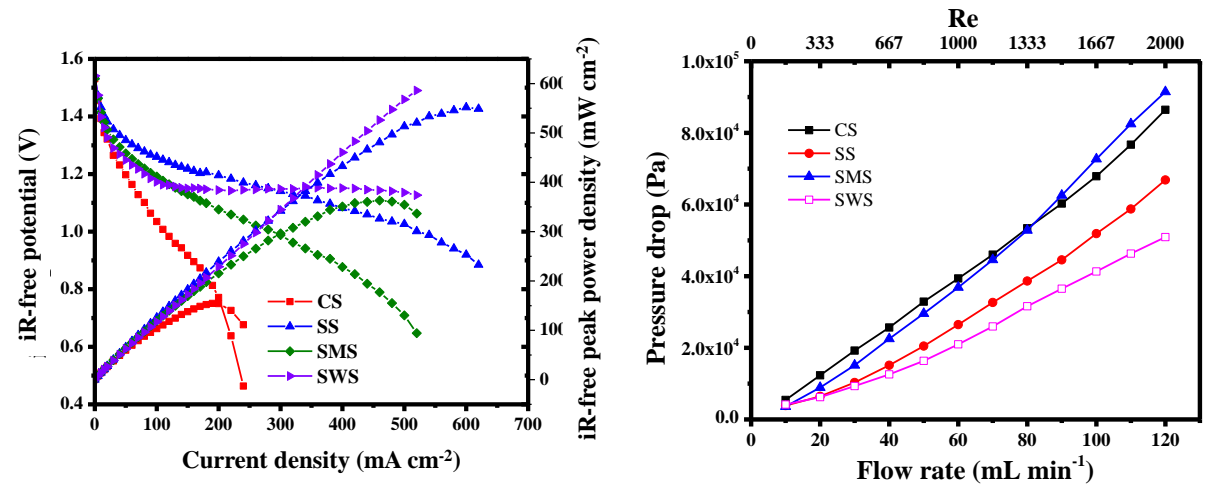 iR-free potential (V)
1.6
1.4
1.2
1.0
0.8
0.6
0.4
0 100 200 300 400 500 600 700
Current density (mA cm-2)
600
500
400
300
200
100
0
iR-free peak power density (mW cm-2)
CS
SS
SMS
SWS
Re
0 333 667 1000 1333 1667 2000
Pressure drop (Pa)
1.0x10^5
8.0x10^4
6.0x10^4
4.0x10^4
2.0x10^4
0.0
CS
SS
SMS
SWS
0 20 40 60 80 100 120
Flow rate (mL min-1)